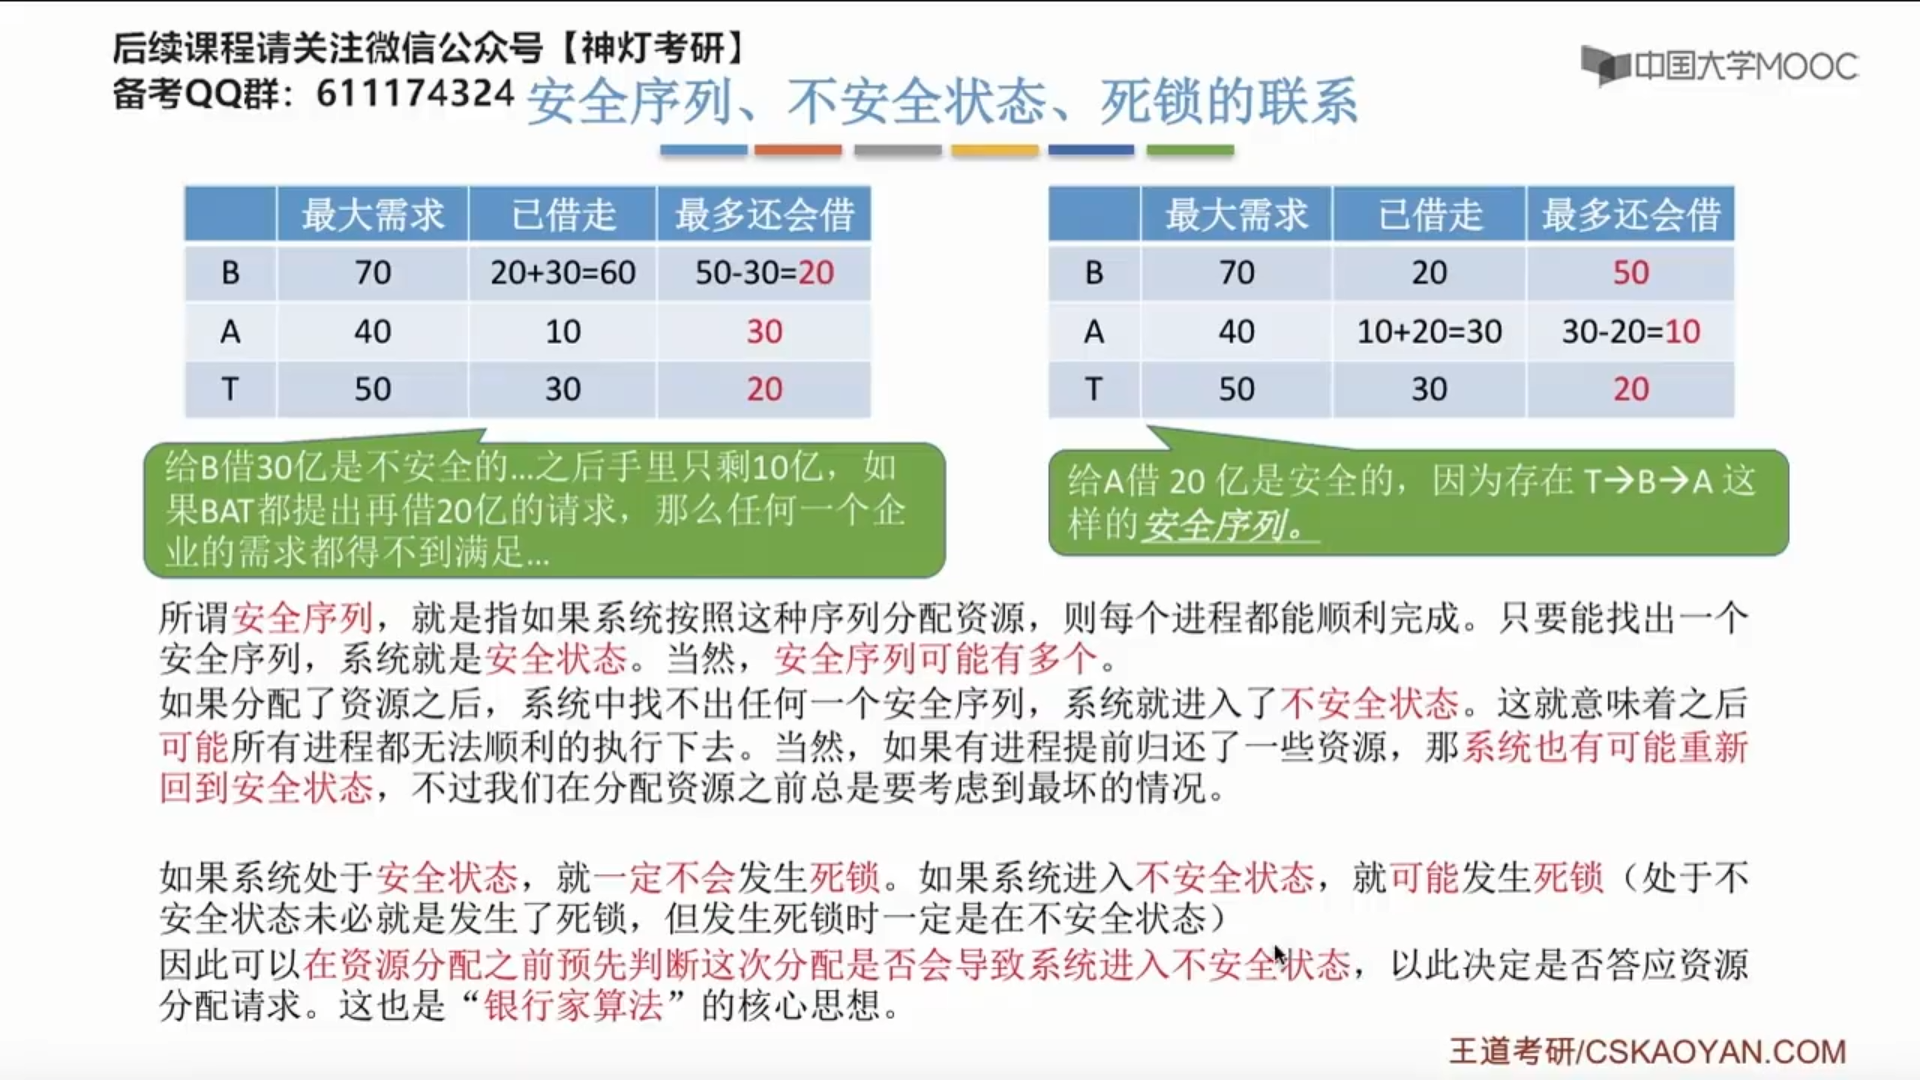 后续课程请关注微信公众号【神灯考研】
备考QQ群：611174324
中国大学MOOC
安全序列、不安全状态、死锁的联系
最大需求 已借走 最多还会借
B 70 20+30=60 50-30=20
A 40 10 30
T 50 30 20
最大需求 已借走 最多还会借
B 70 20 50
A 40 10+20=30 30-20=10
T 50 30 20
给B借30亿是不安全的…之后手里只剩10亿，如
果BAT都提出再借20亿的请求，那么任何一个企
业的需求都得不到满足…
给A借 20 亿是安全的，因为存在 T→B→A 这
样的安全序列。
所谓安全序列，就是指如果系统按照这种序列分配资源，则每个进程都能顺利完成。只要能找出一个
安全序列，系统就是安全状态。当然，安全序列可能有多个。
如果分配了资源之后，系统中找不出任何一个安全序列，系统就进入了不安全状态。这就意味着之后
可能所有进程都无法顺利的执行下去。当然，如果有进程提前归还了一些资源，那系统也有可能重新
回到安全状态，不过我们在分配资源之前总是要考虑到最坏的情况。
如果系统处于安全状态，就一定不会发生死锁。如果系统进入不安全状态，就可能发生死锁（处于不
安全状态未必就是发生了死锁，但发生死锁时一定是在不安全状态）
因此可以在资源分配之前预先判断这次分配是否会导致系统进入不安全状态，以此决定是否答应资源
分配请求。这也是“银行家算法”的核心思想。
王道考研/CSKAOYAN.COM